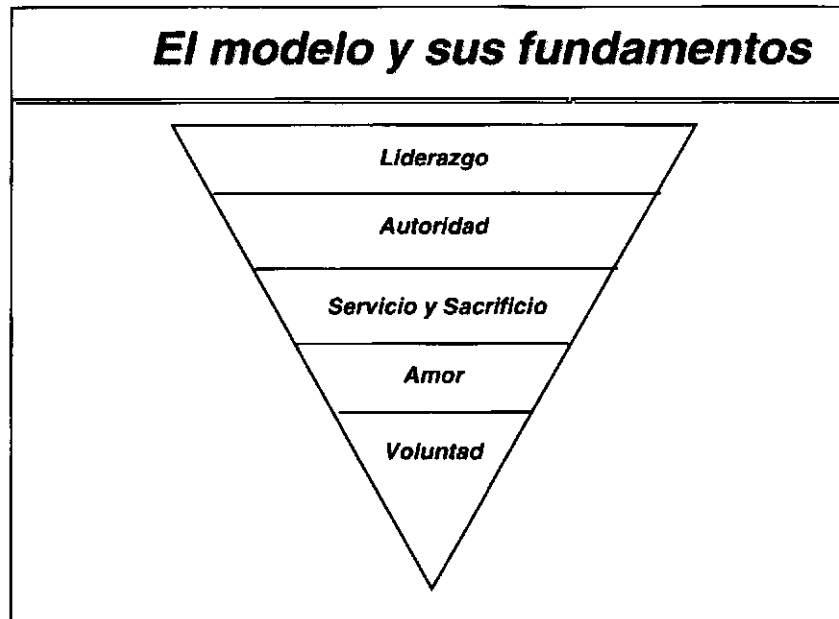 El modelo y sus fundamentos
Liderazgo
Autoridad
Servicio y Sacrificio
Amor
Voluntad